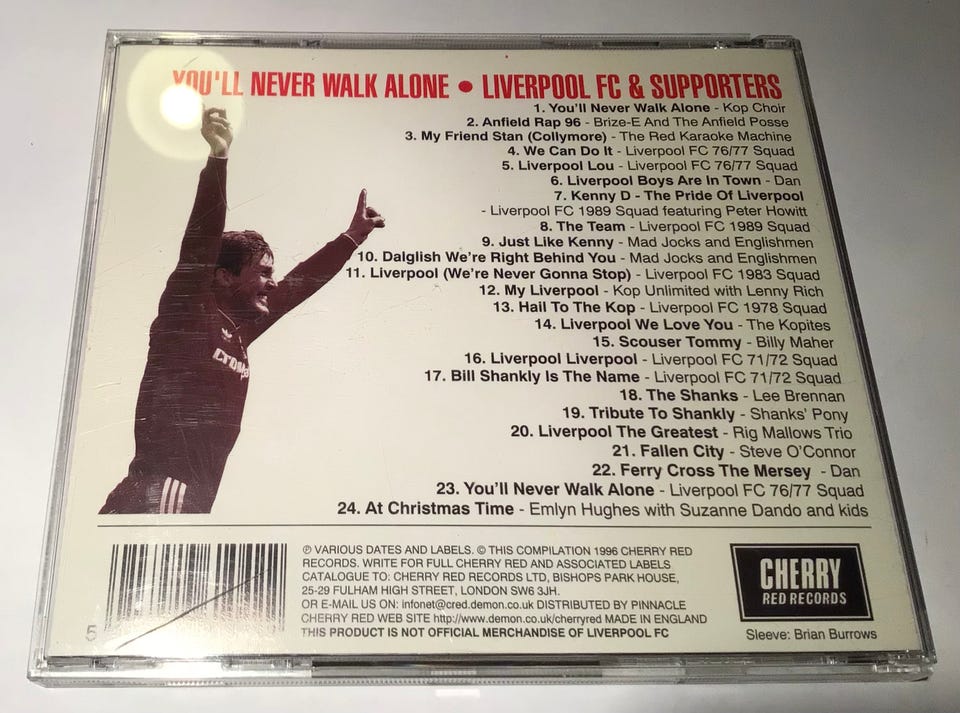 YOU'LL NEVER WALK ALONE • LIVERPOOL FC & SUPPORTERS
1. You'll Never Walk Alone - Kop Choir
2. Anfield Rap 96 - Brize-E And The Anfield Posse
3. My Friend Stan (Collymore) - The Red Karaoke Machine
4. We Can Do It - Liverpool FC 76/77 Squad
5. Liverpool Lou - Liverpool FC 76/77 Squad
6. Liverpool Boys Are In Town - Dan
7. Kenny D - The Pride Of Liverpool
- Liverpool FC 1989 Squad featuring Peter Howitt
8. The Team - Liverpool FC 1989 Squad
9. Just Like Kenny - Mad Jocks and Englishmen
10. Dalglish We're Right Behind You - Mad Jocks and Englishmen
11. Liverpool (We're Never Gonna Stop) - Liverpool FC 1983 Squad
12. My Liverpool - Kop Unlimited with Lenny Rich
13. Hail To The Kop - Liverpool FC 1978 Squad
14. Liverpool We Love You - The Kopites
15. Scouser Tommy - Billy Maher
16. Liverpool Liverpool - Liverpool FC 71/72 Squad
17. Bill Shankly Is The Name - Liverpool FC 71/72 Squad
18. The Shanks - Lee Brennan
19. Tribute To Shankly - Shanks' Pony
20. Liverpool The Greatest - Rig Mallows Trio
21. Fallen City - Steve O'Connor
22. Ferry Cross The Mersey - Dan
23. You'll Never Walk Alone - Liverpool FC 76/77 Squad
24. At Christmas Time - Emlyn Hughes with Suzanne Dando and kids
℗ VARIOUS DATES AND LABELS. © THIS COMPILATION 1996 CHERRY RED
RECORDS. WRITE FOR FULL CHERRY RED AND ASSOCIATED LABELS
CATALOGUE TO: CHERRY RED RECORDS LTD, BISHOPS PARK HOUSE,
25-29 FULHAM HIGH STREET, LONDON SW6 3JH.
OR E-MAIL US ON: infonet@cred.demon.co.uk DISTRIBUTED BY PINNACLE
CHERRY RED WEB SITE http://www.demon.co.uk/cherryred MADE IN ENGLAND
THIS PRODUCT IS NOT OFFICIAL MERCHANDISE OF LIVERPOOL FC
CHERRY
RED RECORDS
Sleeve: Brian Burrows
5